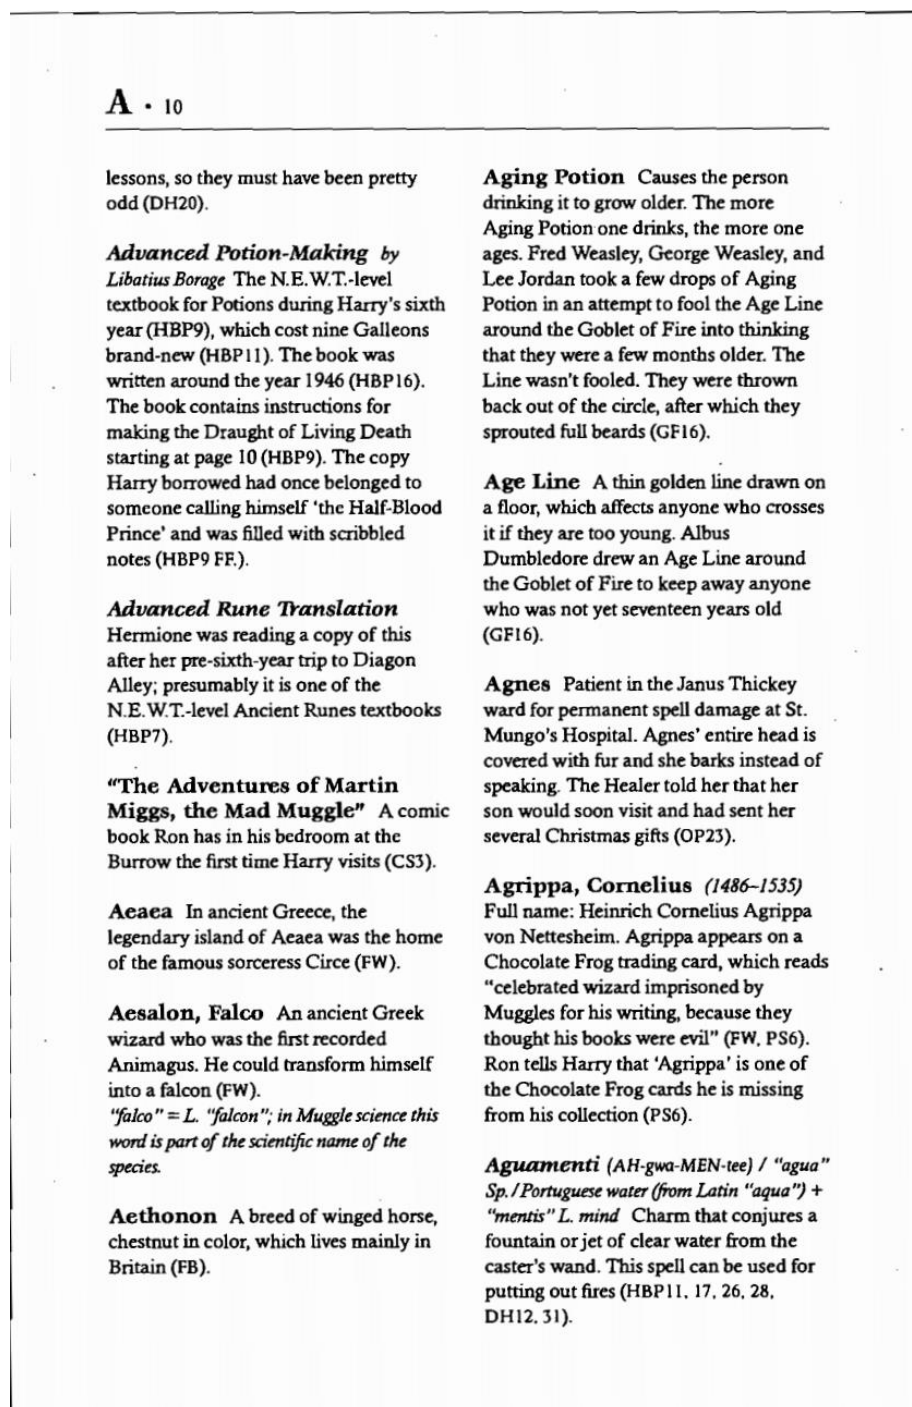 A • 10
lessons, so they must have been pretty
odd (DH20).
Advanced Potion-Making by
Libatius Borage The N.E.W.T.-level
textbook for Potions during Harry's sixth
year (HBP9), which cost nine Galleons
brand-new (HBP11). The book was
written around the year 1946 (HBP16).
The book contains instructions for
making the Draught of Living Death
starting at page 10 (HBP9). The copy
Harry borrowed had once belonged to
someone calling himself 'the Half-Blood
Prince' and was filled with scribbled
notes (HBP9 FF.).
Advanced Rune Translation
Hermione was reading a copy of this
after her pre-sixth-year trip to Diagon
Alley; presumably it is one of the
N.E.W.T.-level Ancient Runes textbooks
(HBP7).
"The Adventures of Martin
Miggs, the Mad Muggle" A comic
book Ron has in his bedroom at the
Burrow the first time Harry visits (CS3).
Aeaea In ancient Greece, the
legendary island of Aeaea was the home
of the famous sorceress Circe (FW).
Aesalon, Falco An ancient Greek
wizard who was the first recorded
Animagus. He could transform himself
into a falcon (FW).
"falco" = L. "falcon"; in Muggle science this
word is part of the scientific name of the
species.
Aethonon A breed of winged horse,
chestnut in color, which lives mainly in
Britain (FB).
Aging Potion Causes the person
drinking it to grow older. The more
Aging Potion one drinks, the more one
ages. Fred Weasley, George Weasley, and
Lee Jordan took a few drops of Aging
Potion in an attempt to fool the Age Line
around the Goblet of Fire into thinking
that they were a few months older. The
Line wasn't fooled. They were thrown
back out of the circle, after which they
sprouted full beards (GF16).
Age Line A thin golden line drawn on
a floor, which affects anyone who crosses
it if they are too young. Albus
Dumbledore drew an Age Line around
the Goblet of Fire to keep away anyone
who was not yet seventeen years old
(GF16).
Agnes Patient in the Janus Thickey
ward for permanent spell damage at St.
Mungo's Hospital. Agnes' entire head is
covered with fur and she barks instead of
speaking. The Healer told her that her
son would soon visit and had sent her
several Christmas gifts (OP23).
Agrippa, Cornelius (1486–1535)
Full name: Heinrich Cornelius Agrippa
von Nettesheim. Agrippa appears on a
Chocolate Frog trading card, which reads
"celebrated wizard imprisoned by
Muggles for his writing, because they
thought his books were evil" (FW, PS6).
Ron tells Harry that 'Agrippa' is one of
the Chocolate Frog cards he is missing
from his collection (PS6).
Aguamenti (AH-gwa-MEN-tee) / "agua"
Sp./Portuguese water (from Latin "aqua") +
"mentis" L. mind Charm that conjures a
fountain or jet of clear water from the
caster's wand. This spell can be used for
putting out fires (HBP11, 17, 26, 28,
DH12, 31).